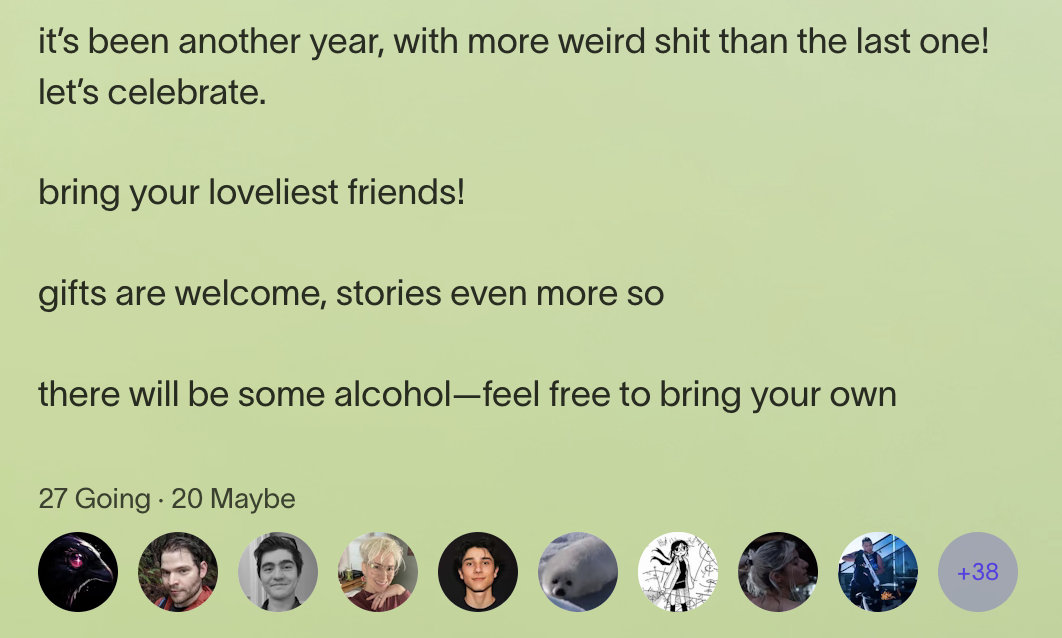 it’s been another year, with more weird shit than the last one!
let’s celebrate.
bring your loveliest friends!
gifts are welcome, stories even more so
there will be some alcohol—feel free to bring your own
27 Going · 20 Maybe
+38